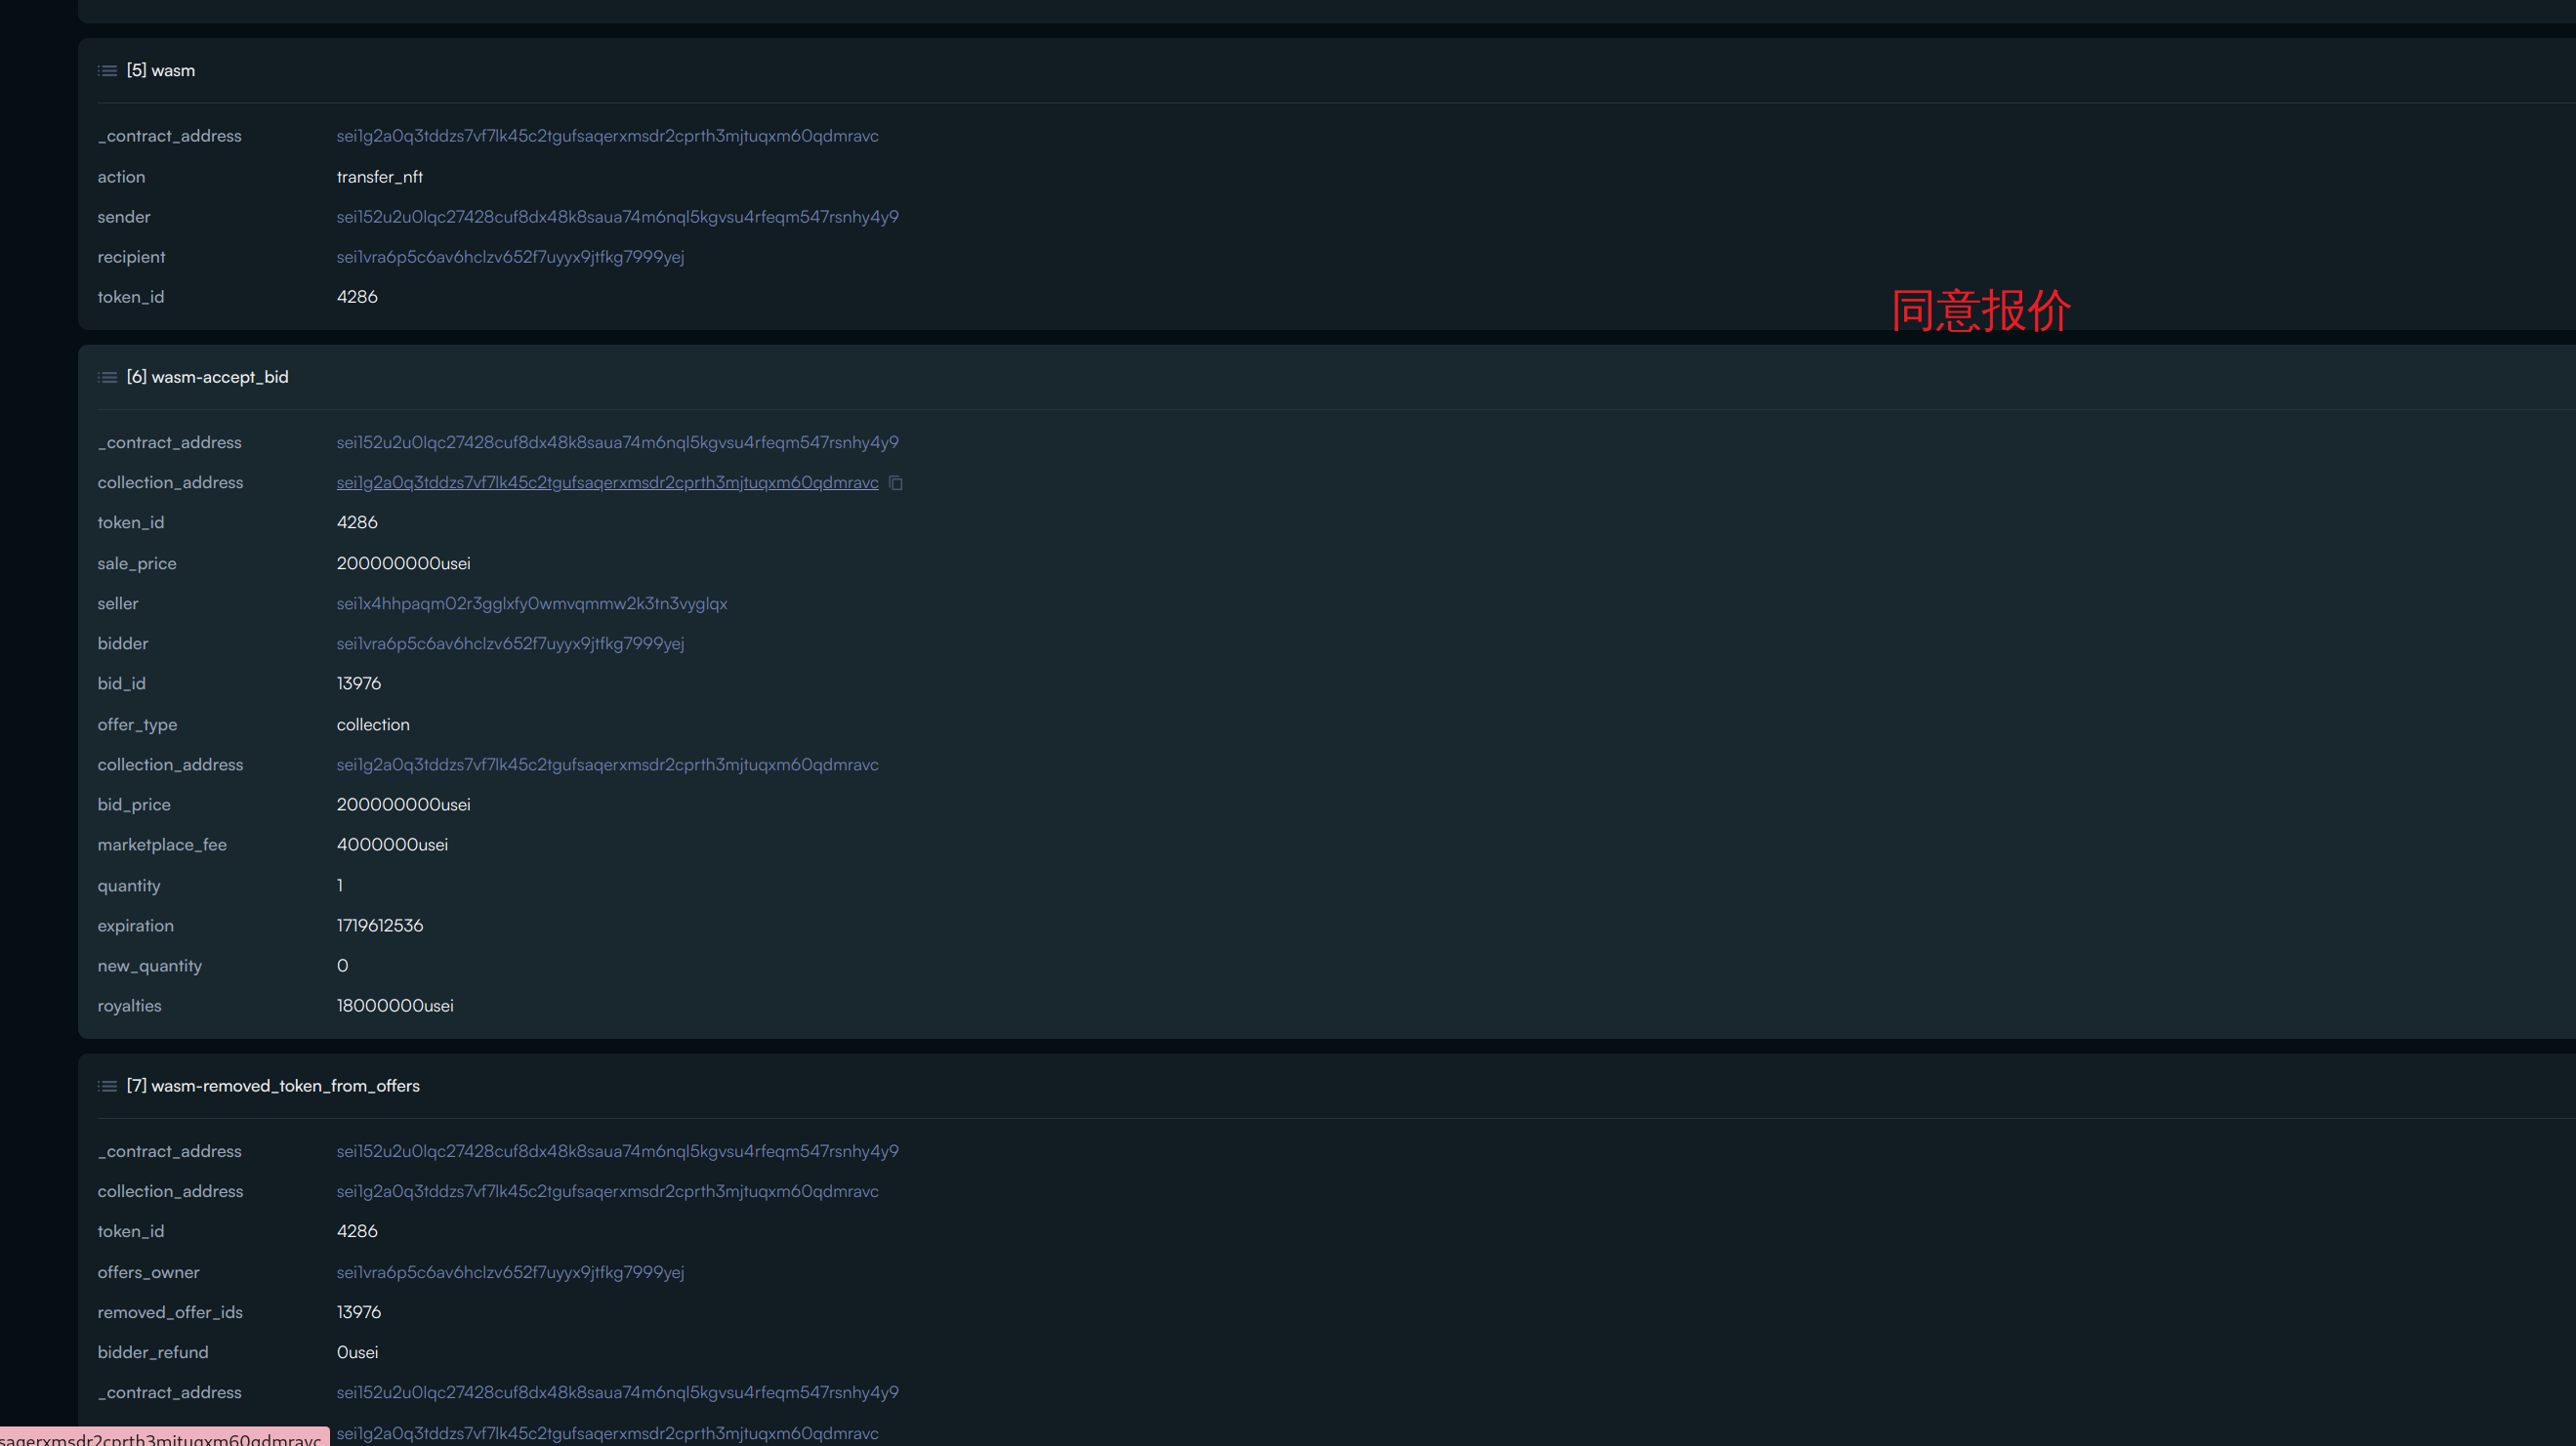 [5] wasm
_contract_address sei1g2a0q3tddzs7vf7lk45c2tgufsaqerxmsdr2cprth3mjtuqxm60qdmravc
action transfer_nft
sender sei152u2u0lqc27428cuf8dx48k8saua74m6nql5kgvsu4rfeqm547rsnhy4y9
recipient sei1vra6p5c6av6hclzv652f7uyyx9jtfkg7999yej
token_id 4286
同意报价
[6] wasm-accept_bid
_contract_address sei152u2u0lqc27428cuf8dx48k8saua74m6nql5kgvsu4rfeqm547rsnhy4y9
collection_address sei1g2a0q3tddzs7vf7lk45c2tgufsaqerxmsdr2cprth3mjtuqxm60qdmravc
token_id 4286
sale_price 200000000usei
seller sei1x4hhpaqm02r3gglxfy0wmvqmmw2k3tn3vyglqx
bidder sei1vra6p5c6av6hclzv652f7uyyx9jtfkg7999yej
bid_id 13976
offer_type collection
collection_address sei1g2a0q3tddzs7vf7lk45c2tgufsaqerxmsdr2cprth3mjtuqxm60qdmravc
bid_price 200000000usei
marketplace_fee 4000000usei
quantity 1
expiration 1719612536
new_quantity 0
royalties 18000000usei
[7] wasm-removed_token_from_offers
_contract_address sei152u2u0lqc27428cuf8dx48k8saua74m6nql5kgvsu4rfeqm547rsnhy4y9
collection_address sei1g2a0q3tddzs7vf7lk45c2tgufsaqerxmsdr2cprth3mjtuqxm60qdmravc
token_id 4286
offers_owner sei1vra6p5c6av6hclzv652f7uyyx9jtfkg7999yej
removed_offer_ids 13976
bidder_refund 0usei
_contract_address sei152u2u0lqc27428cuf8dx48k8saua74m6nql5kgvsu4rfeqm547rsnhy4y9
saqerxmsdr2cprth3mjtuqxm60qdmravc sei1g2a0q3tddzs7vf7lk45c2tgufsaqerxmsdr2cprth3mjtuqxm60qdmravc